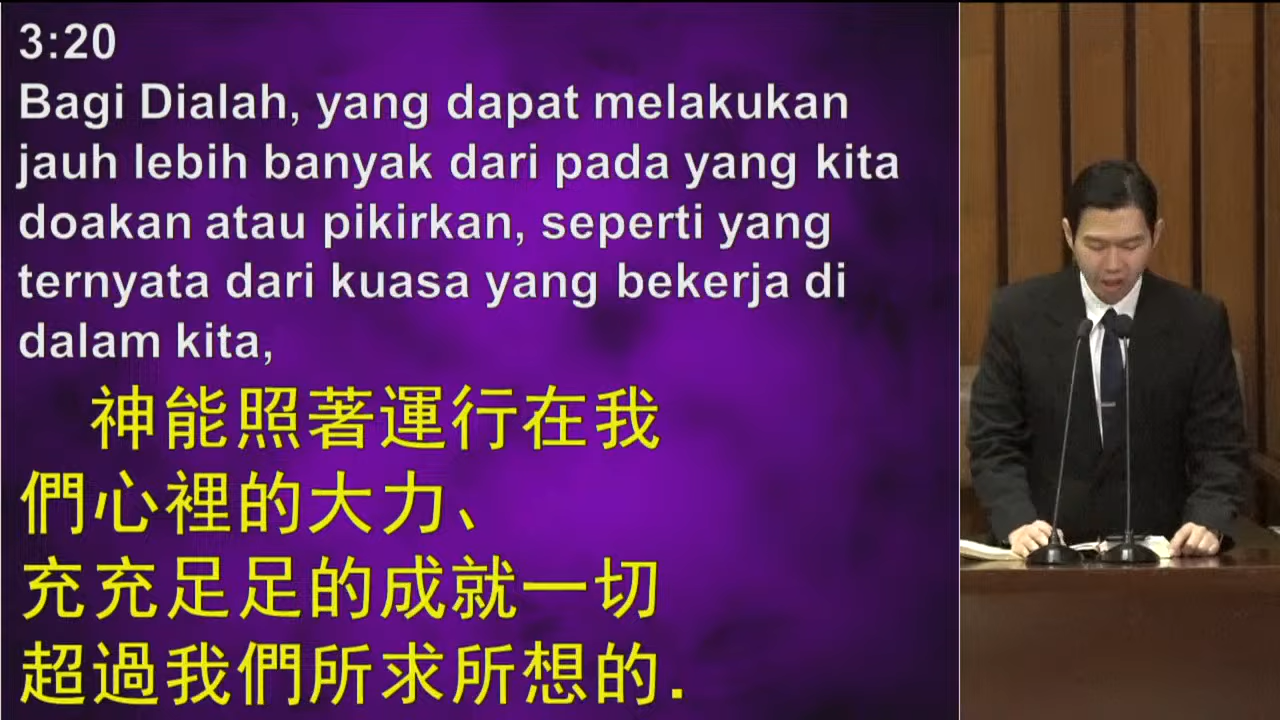 3:20
Bagi Dialah, yang dapat melakukan
jauh lebih banyak dari pada yang kita
doakan atau pikirkan, seperti yang
ternyata dari kuasa yang bekerja di
dalam kita,
神能照著運行在我
們心裡的大力、
充充足足的成就一切
超過我們所求所想的.